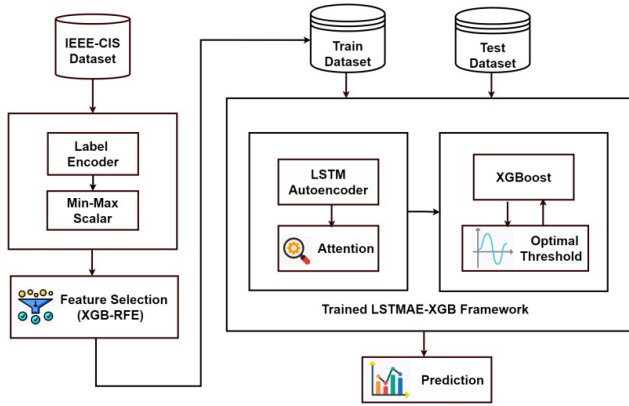 IEEE-CIS
Dataset
Label
Encoder
Min-Max
Scalar
Feature Selection
(XGB-RFE)
Train
Dataset
Test
Dataset
LSTM
Autoencoder
Attention
XGBoost
Optimal
Threshold
Trained LSTMAE-XGB Framework
Prediction